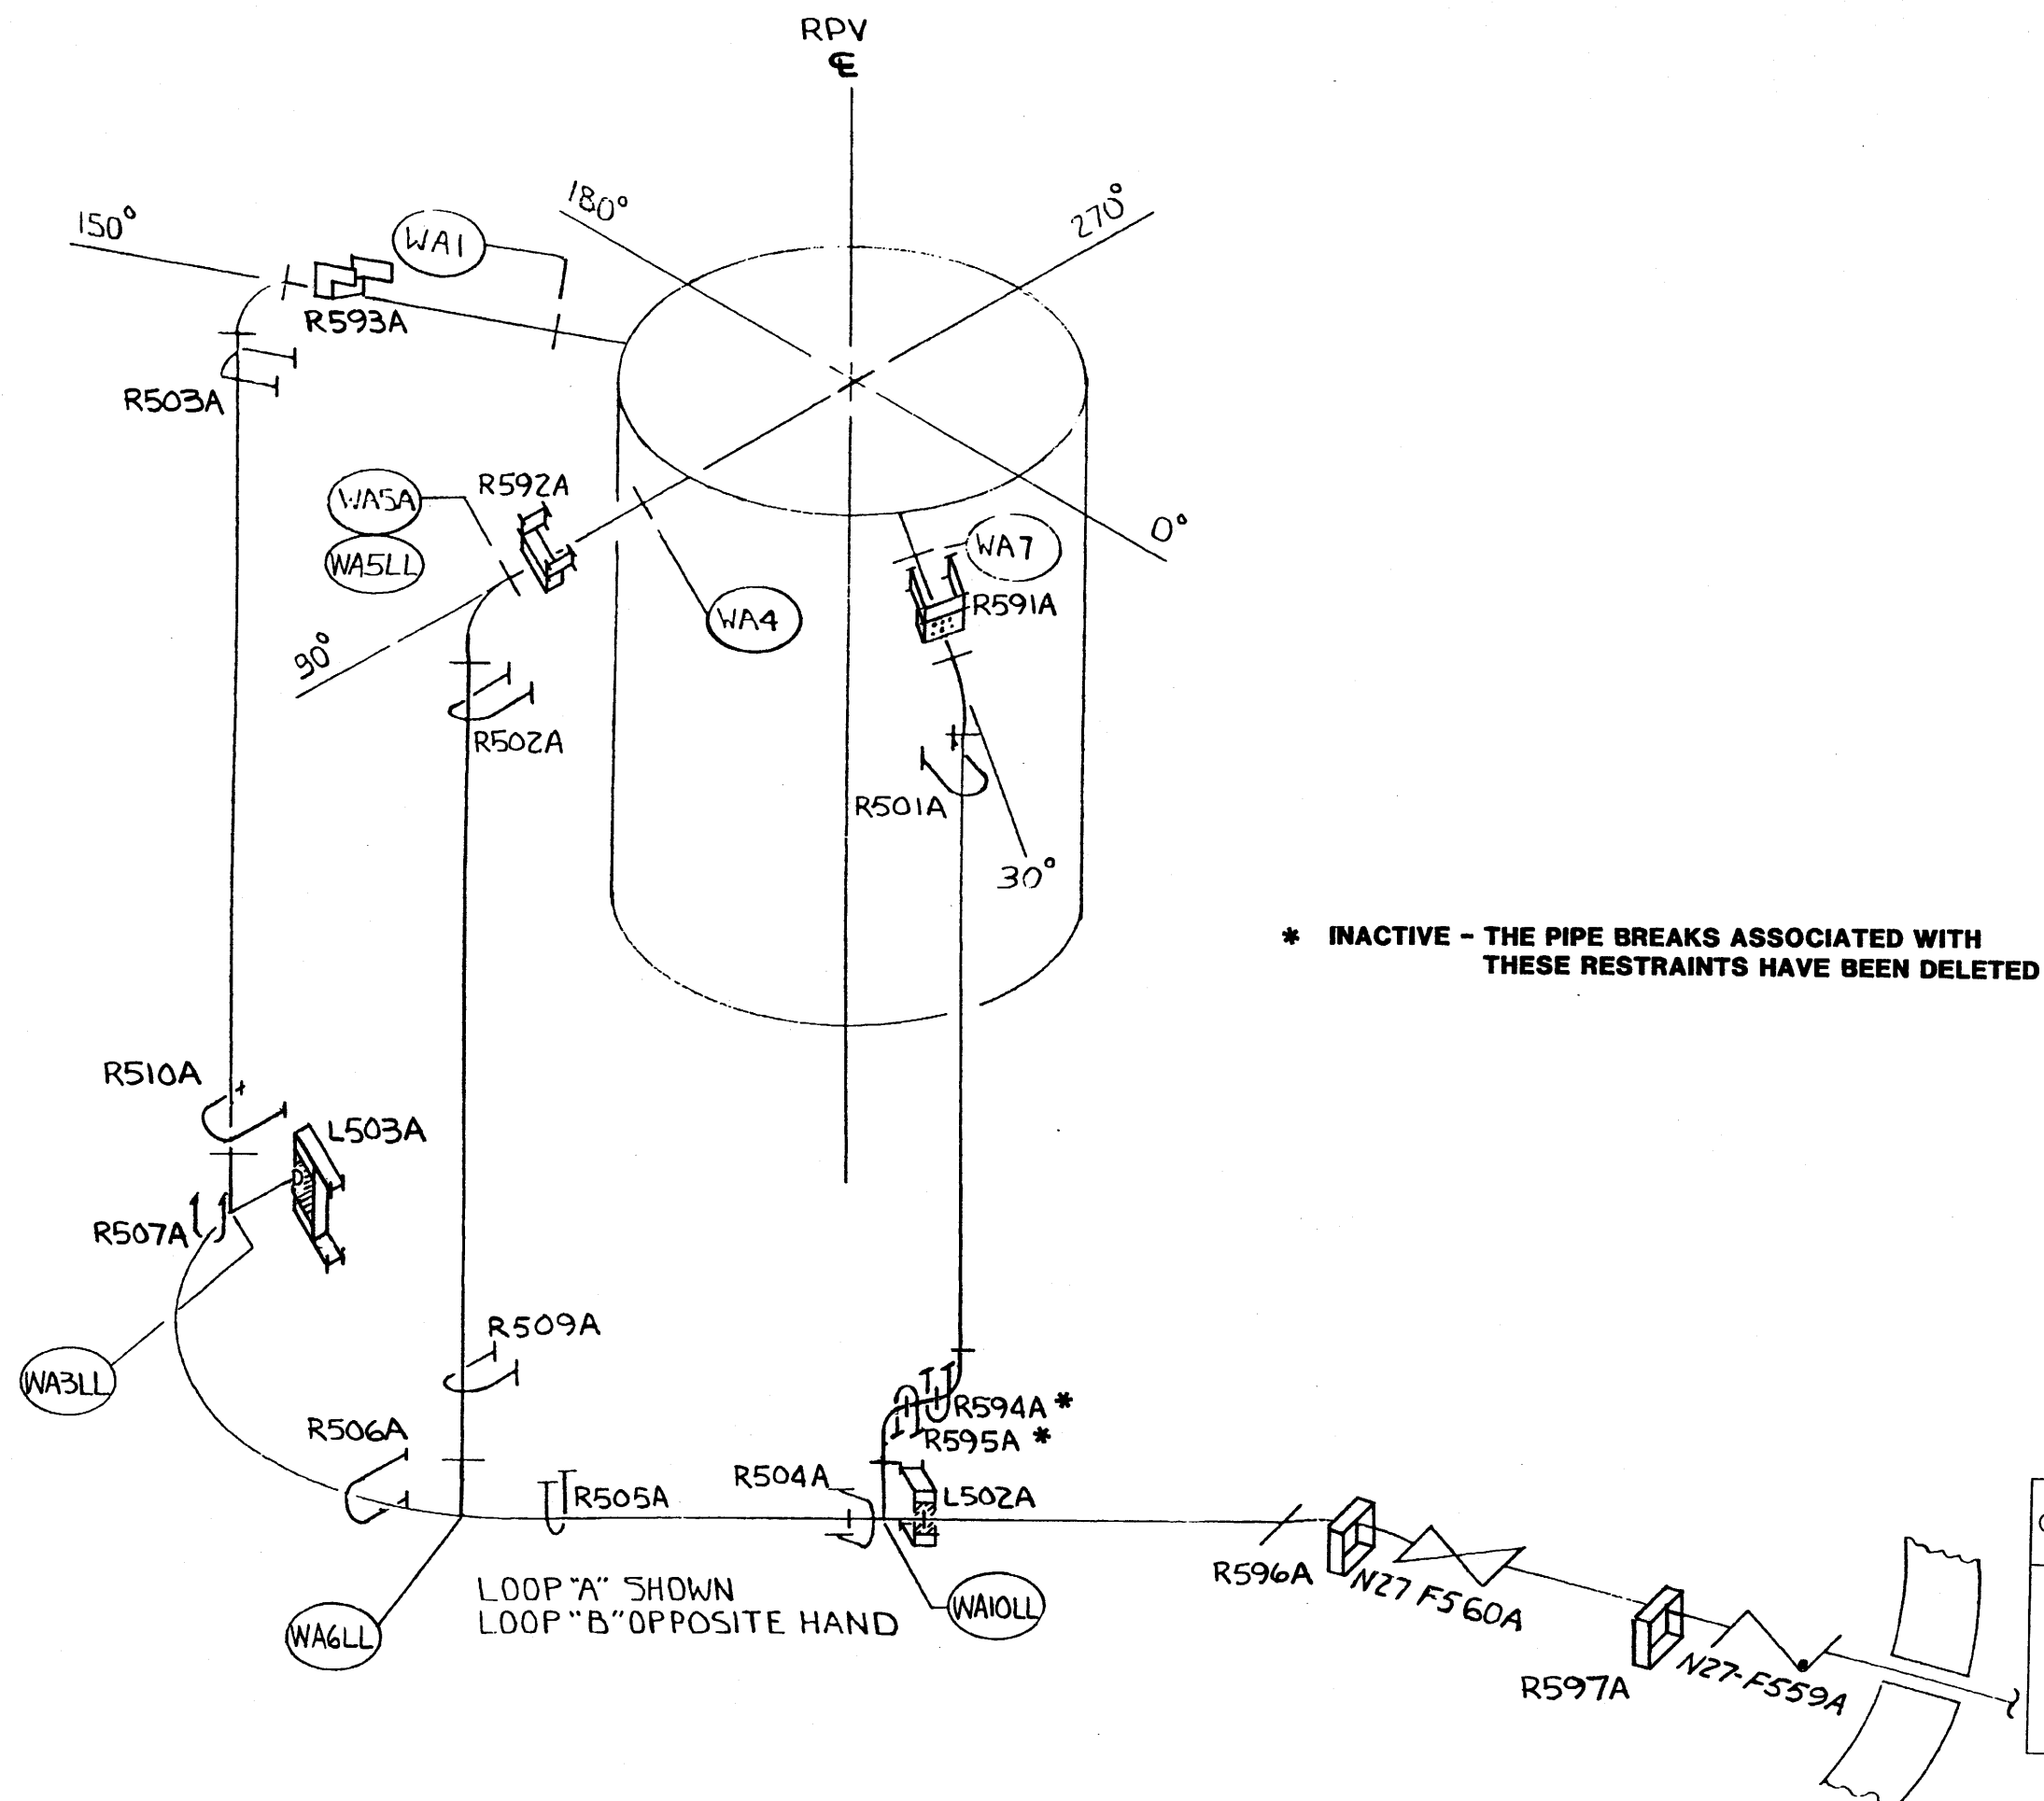 RPV
℄
180°
270°
150°
WA1
R593A
R503A
WA5A
R592A
WA5LL
0°
WA7
R591A
WA4
90°
R502A
R501A
30°
* INACTIVE - THE PIPE BREAKS ASSOCIATED WITH
THESE RESTRAINTS HAVE BEEN DELETED
R510A
L503A
R507A
R509A
WA3LL
R594A *
R506A
R595A *
R504A
R505A
L502A
R596A
N27 F560A
LOOP "A" SHOWN
LOOP "B" OPPOSITE HAND
WA10LL
WA6LL
R597A
N27-F559A